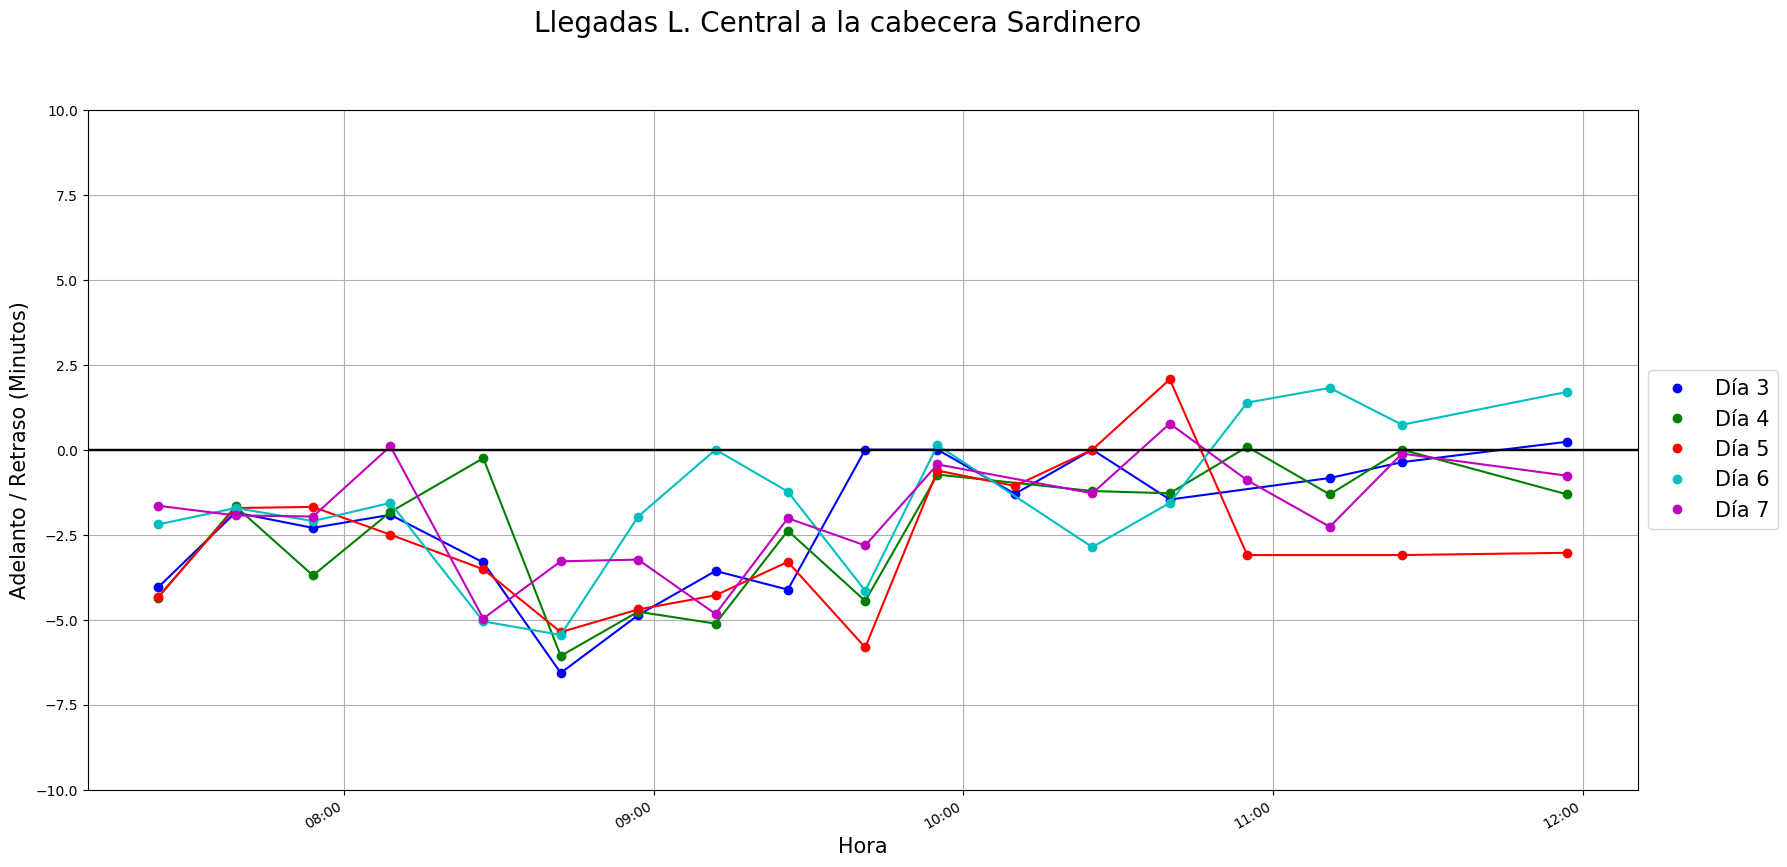 Llegadas L. Central a la cabecera Sardinero
Adelanto / Retraso (Minutos)
10.0
7.5
5.0
2.5
0.0
−2.5
−5.0
−7.5
−10.0
08:00
09:00
10:00
11:00
12:00
Hora
Día 3
Día 4
Día 5
Día 6
Día 7